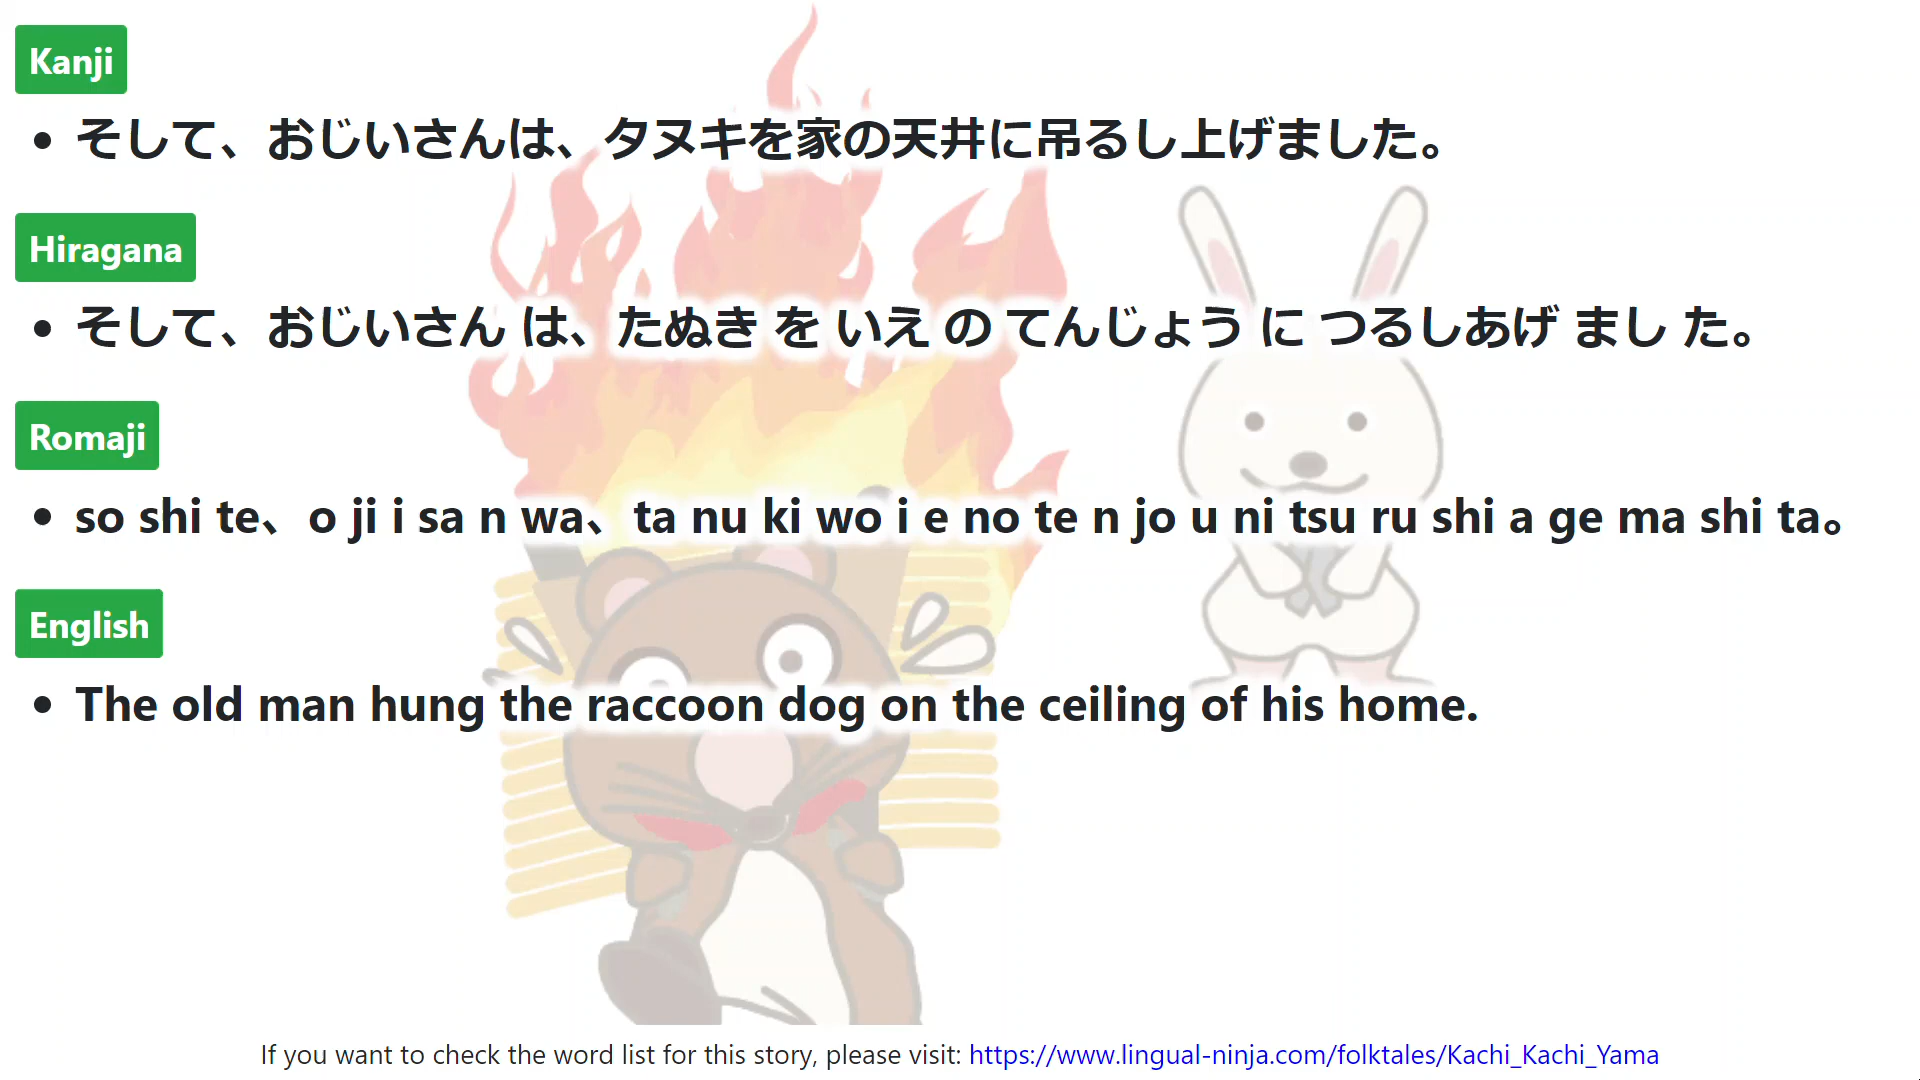 Kanji
• そして、おじいさんは、タヌキを家の天井に吊るし上げました。
Hiragana
• そして、おじいさん は、たぬき を いえ の てんじょう に つるしあげ まし た。
Romaji
• so shi te、o ji i sa n wa、ta nu ki wo i e no te n jo u ni tsu ru shi a ge ma shi ta。
English
• The old man hung the raccoon dog on the ceiling of his home.
If you want to check the word list for this story, please visit: https://www.lingual-ninja.com/folktales/Kachi_Kachi_Yama